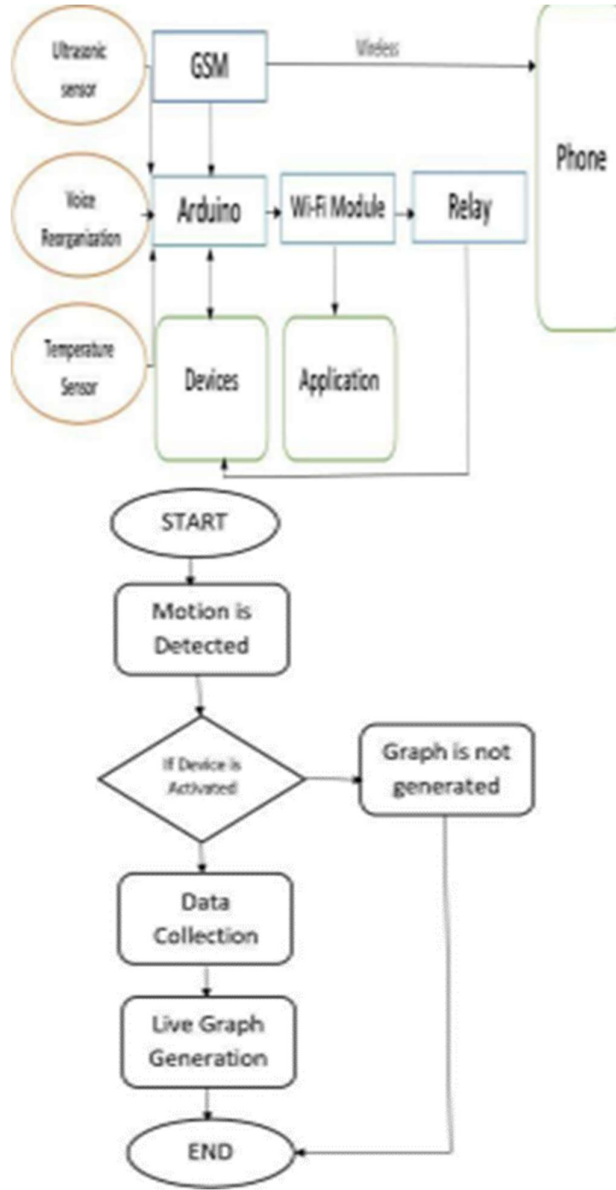 Ultrasonic
sensor
GSM
Wireless
Phone
Voice
Reorganization
Arduino
Wi-Fi Module
Relay
Temperature
Sensor
Devices
Application
START
Motion is
Detected
If Device is
Activated
Graph is not
generated
Data
Collection
Live Graph
Generation
END